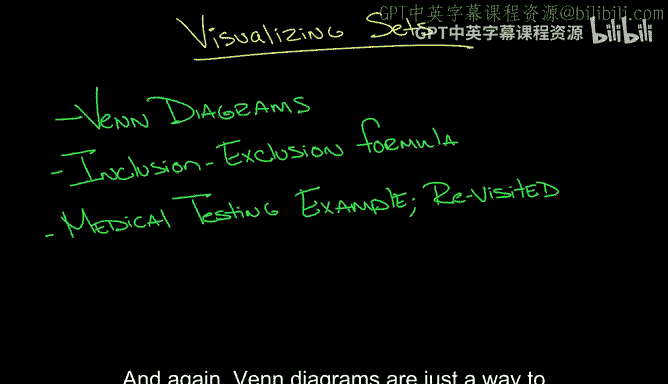 GPT中英字幕课程资源@bilibili.com
Visualizing Sets
GPT中英字幕课程资源 bilibili
- Venn Diagrams
- Inclusion-Exclusion formula
- Medical Testing Example; Re-visited
And again, Venn diagrams are just a way to